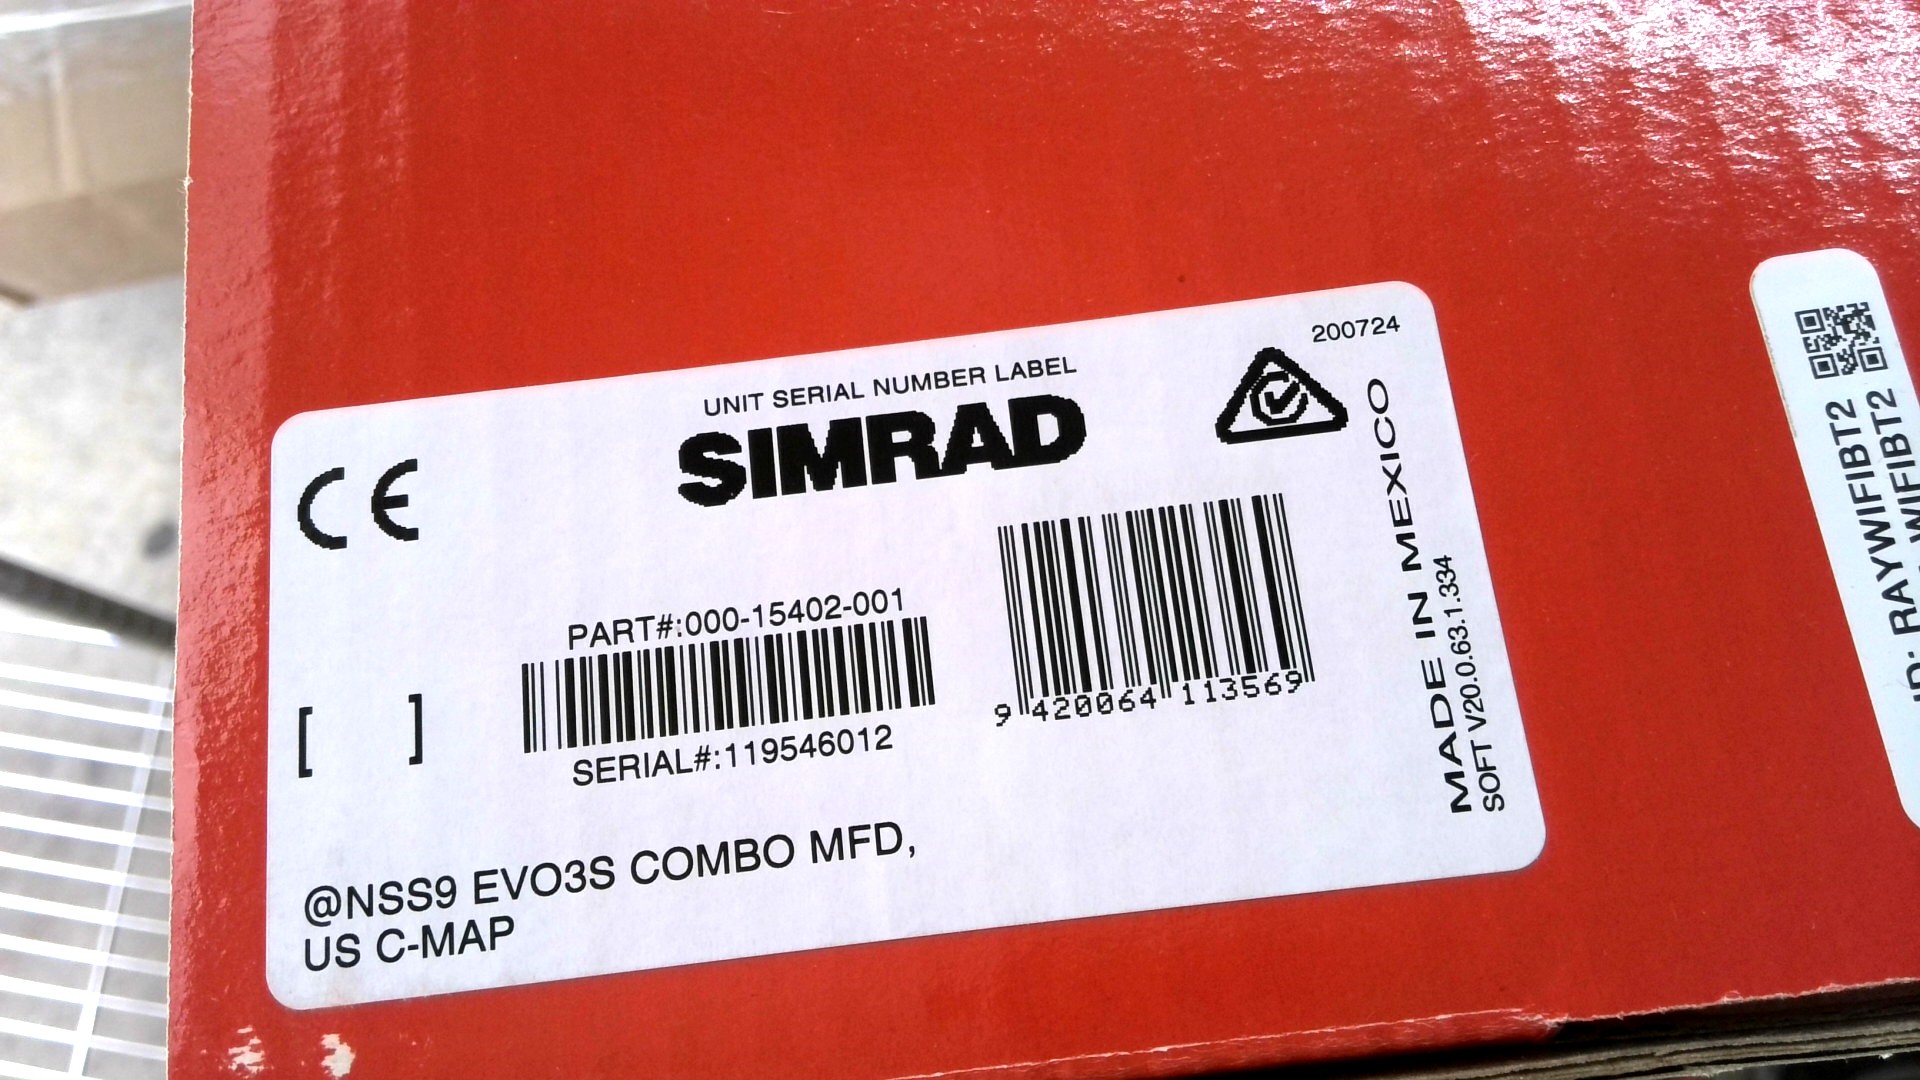 200724
UNIT SERIAL NUMBER LABEL
SIMRAD
CE
PART#:000-15402-001
SERIAL#:119546012
9 420064 113569
[ ]
@NSS9 EVO3S COMBO MFD,
US C-MAP
MADE IN MEXICO
SOFT V20.0.63.1.334
ID: RAYWIFIBT2
WIFIBT2